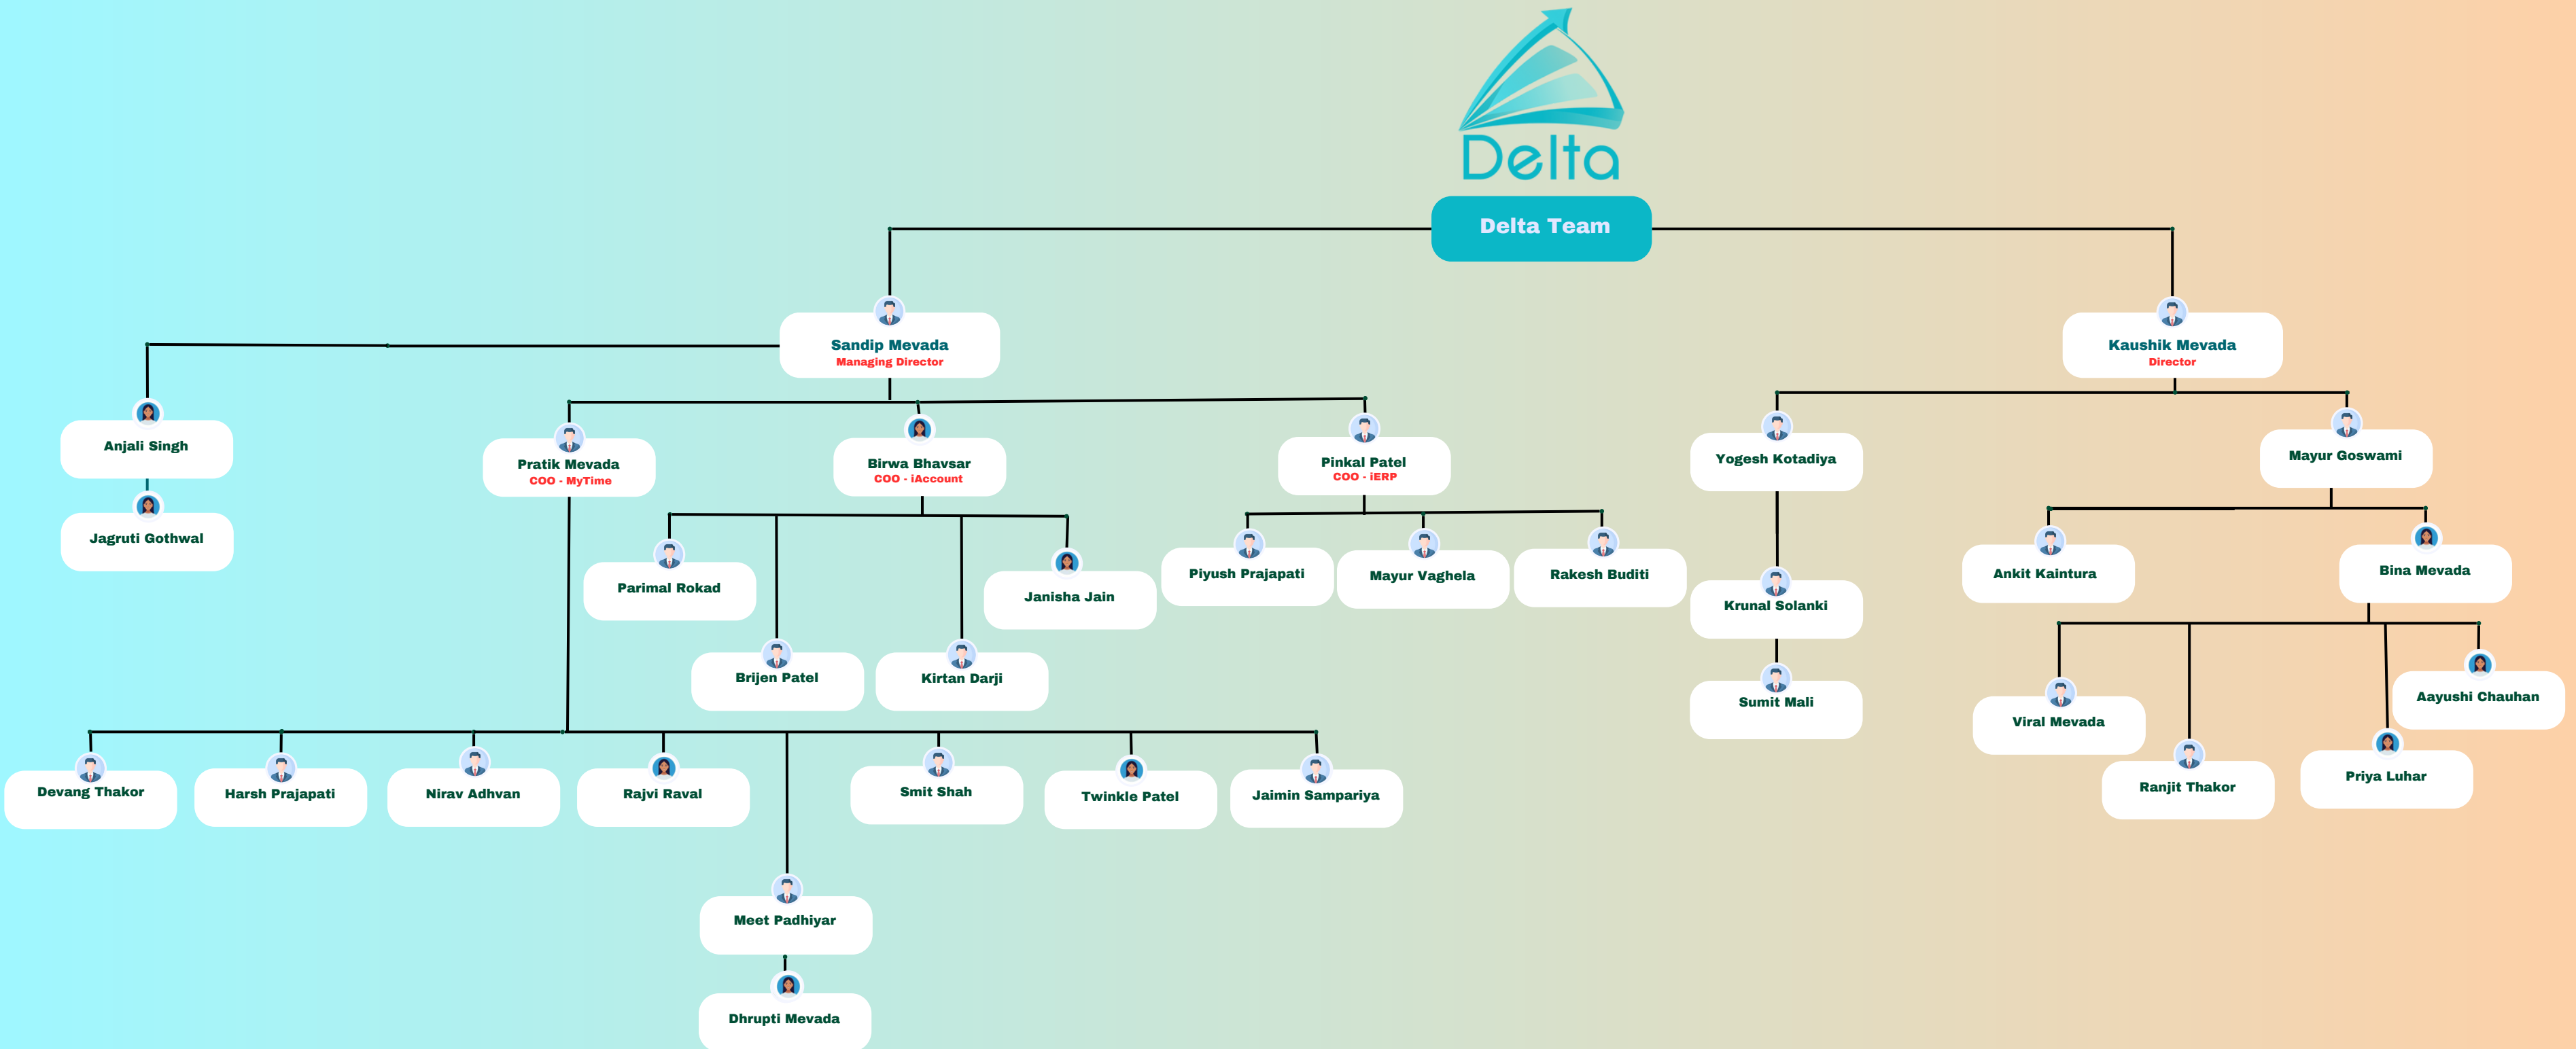 Delta
Delta Team
Sandip Mevada
Managing Director
Kaushik Mevada
Director
Anjali Singh
Jagruti Gothwal
Pratik Mevada
COO - MyTime
Birwa Bhavsar
COO - iAccount
Pinkal Patel
COO - iERP
Yogesh Kotadiya
Mayur Goswami
Parimal Rokad
Janisha Jain
Piyush Prajapati
Mayur Vaghela
Rakesh Buditi
Ankit Kaintura
Bina Mevada
Krunal Solanki
Brijen Patel
Kirtan Darji
Sumit Mali
Viral Mevada
Ranjit Thakor
Priya Luhar
Aayushi Chauhan
Devang Thakor
Harsh Prajapati
Nirav Adhvan
Rajvi Raval
Smit Shah
Twinkle Patel
Jaimin Sampariya
Meet Padhiyar
Dhrupti Mevada